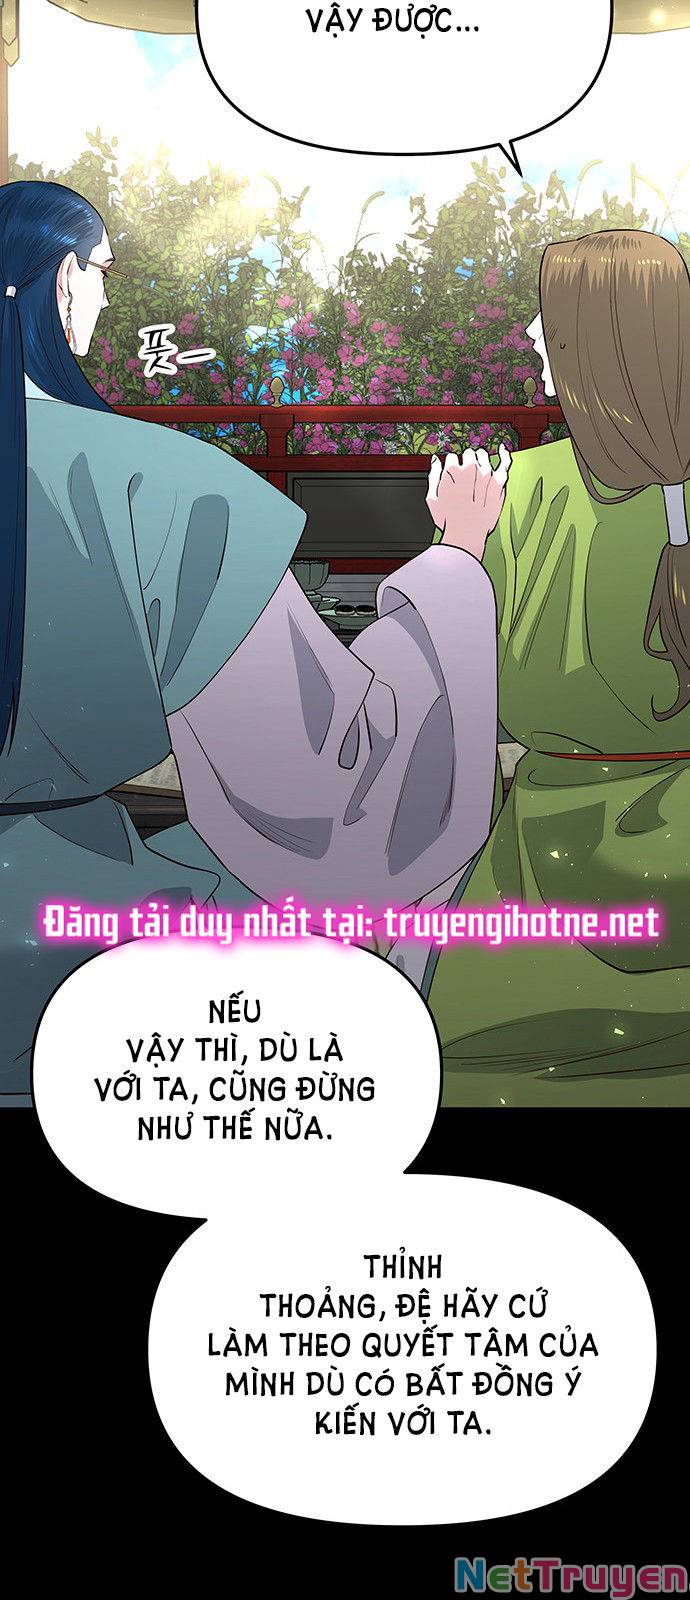 VẬY ĐƯỢC...
픗-
Đăng tải duy nhất tại: truyengihotne.net
NẾU
VẬY THÌ, DÙ LÀ
VỚI TA, CŨNG ĐỪNG
NHƯ THẾ NỮA.
THỈNH
THOẢNG, ĐỆ HÃY CỨ
LÀM THEO QUYẾT TÂM CỦA
MÌNH DÙ CÓ BẤT ĐỒNG Ý
KIẾN VỚI TA.
NetTruyen